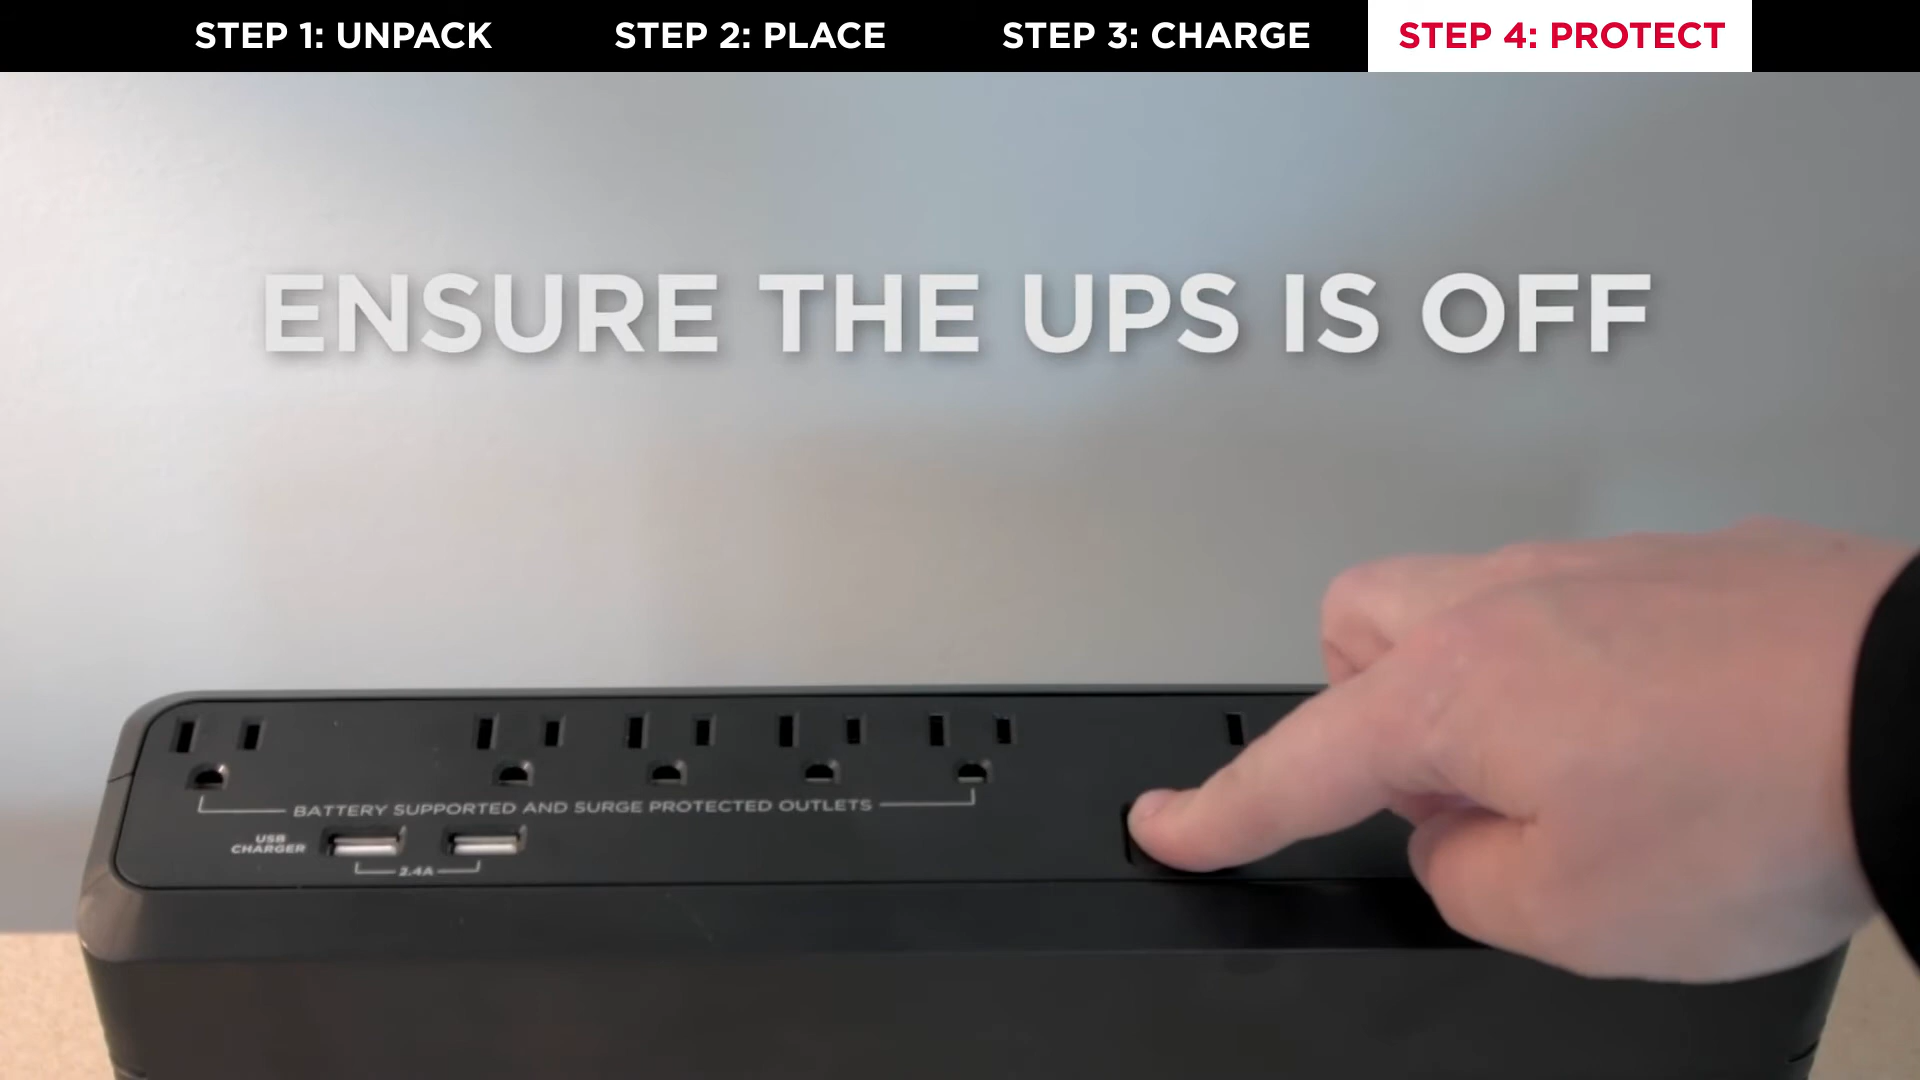 STEP 1: UNPACK STEP 2: PLACE STEP 3: CHARGE STEP 4: PROTECT
ENSURE THE UPS IS OFF
BATTERY SUPPORTED AND SURGE PROTECTED OUTLETS
USB
CHARGER
2.4A